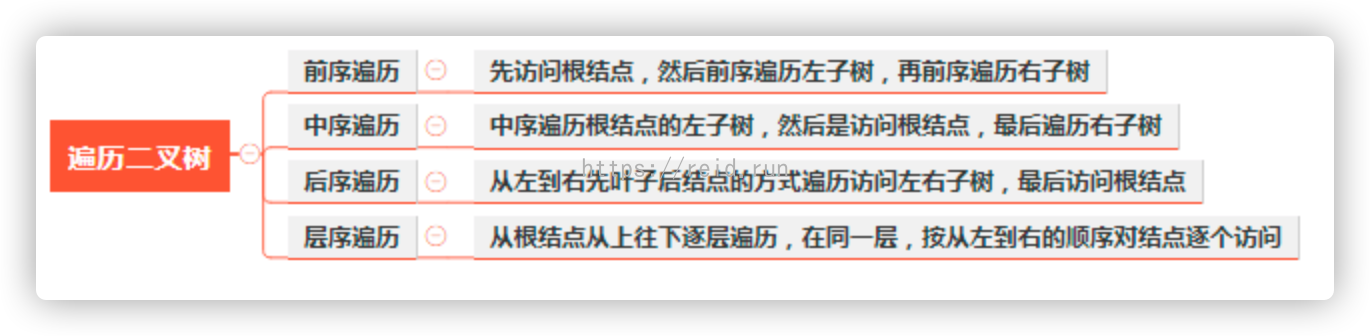 前序遍历
先访问根结点，然后前序遍历左子树，再前序遍历右子树
中序遍历
中序遍历根结点的左子树，然后是访问根结点，最后遍历右子树
遍历二叉树
https://reid.run
后序遍历
从左到右先叶子后结点的方式遍历访问左右子树，最后访问根结点
层序遍历
从根结点从上往下逐层遍历，在同一层，按从左到右的顺序对结点逐个访问